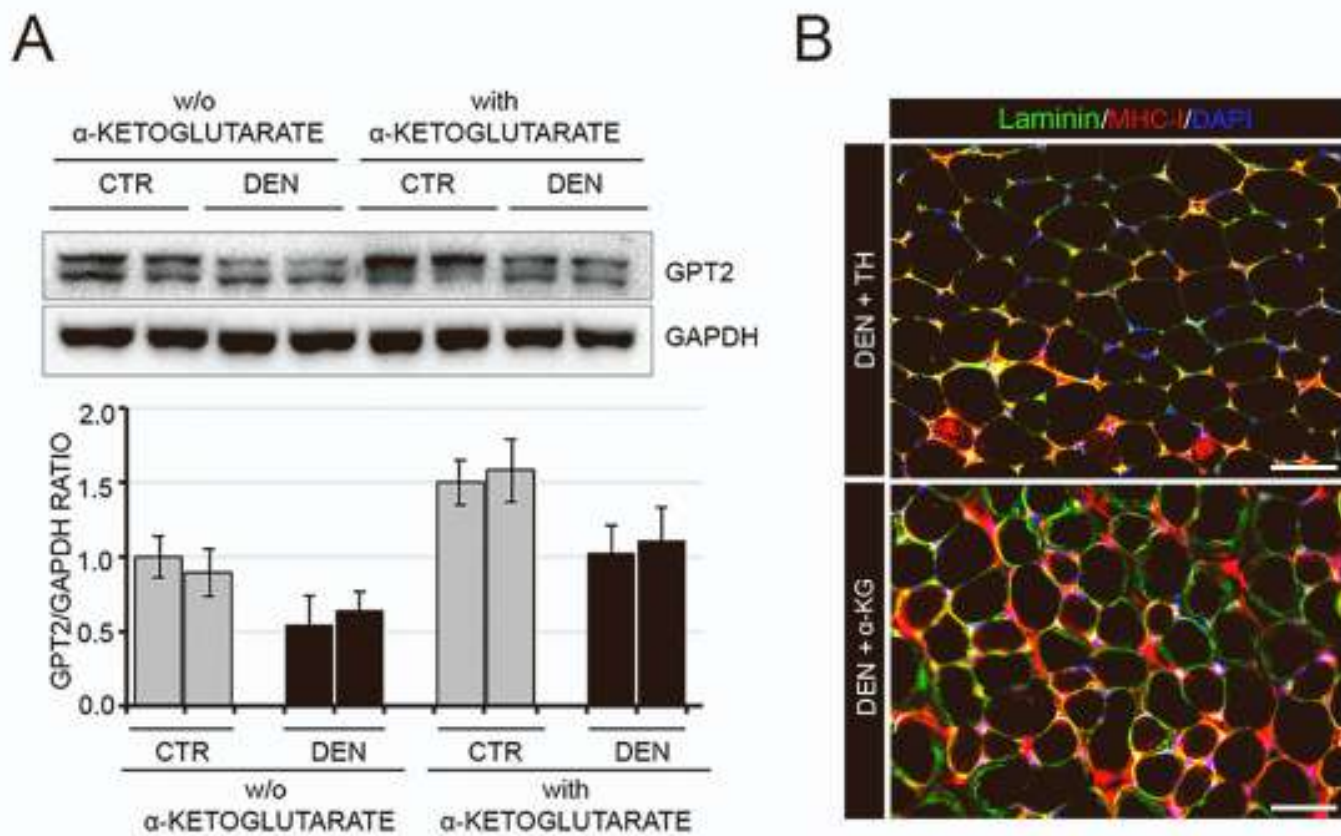 A
w/o
α-KETOGLUTARATE
with
α-KETOGLUTARATE
CTR
DEN
CTR
DEN
GPT2
GAPDH
GPT2/GAPDH RATIO
2.0
1.5
1.0
0.5
0.0
CTR
DEN
CTR
DEN
w/o
α-KETOGLUTARATE
with
α-KETOGLUTARATE
B
Laminin/MHC-I/DAPI
DEN + TH
DEN + α-KG